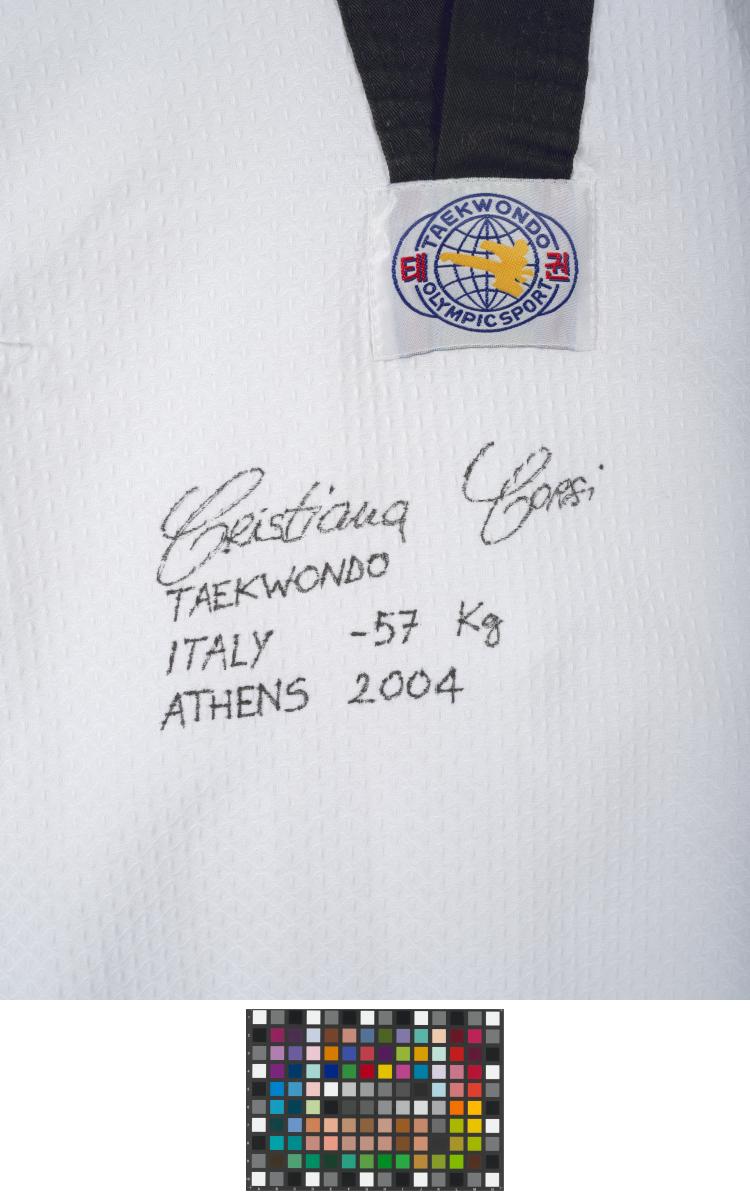 TAEKWONDO
태 권
OLYMPIC SPORT
Cristiana Corsi
TAEKWONDO
ITALY -57 Kg
ATHENS 2004